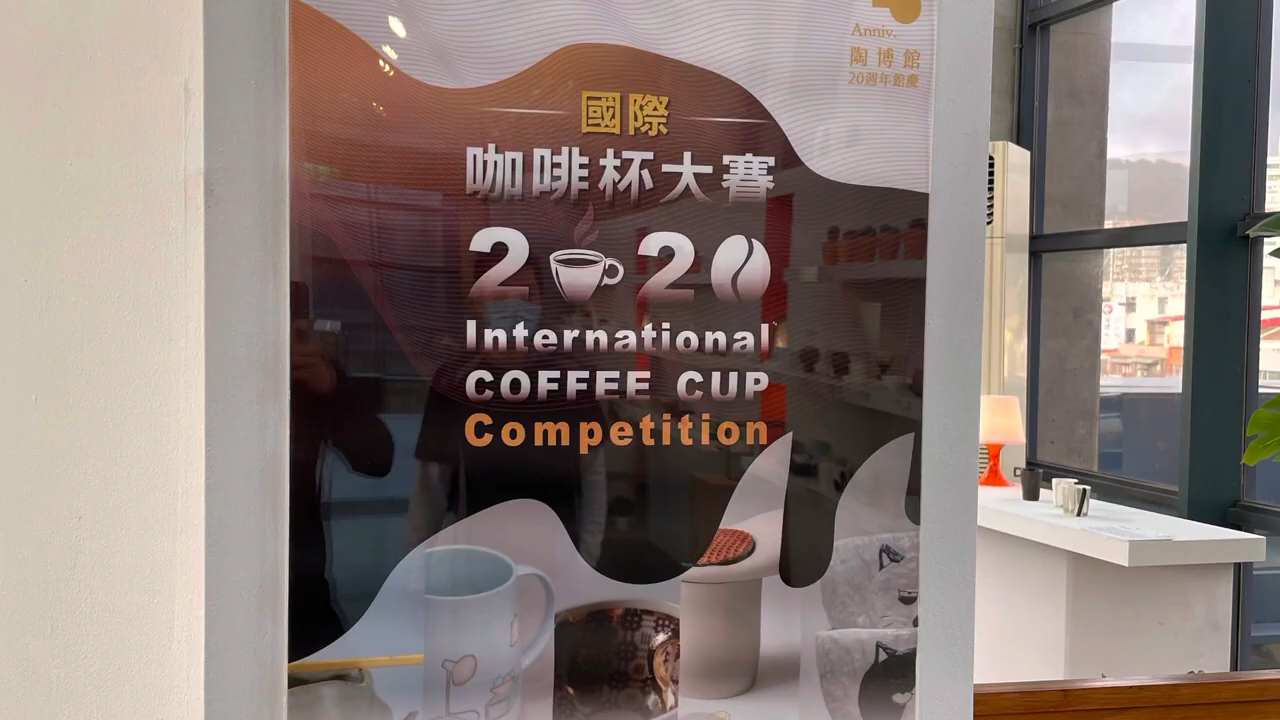 Anniv.
陶博館
20週年館慶
國際
咖啡杯大賽
2020
International
COFFEE CUP
Competition